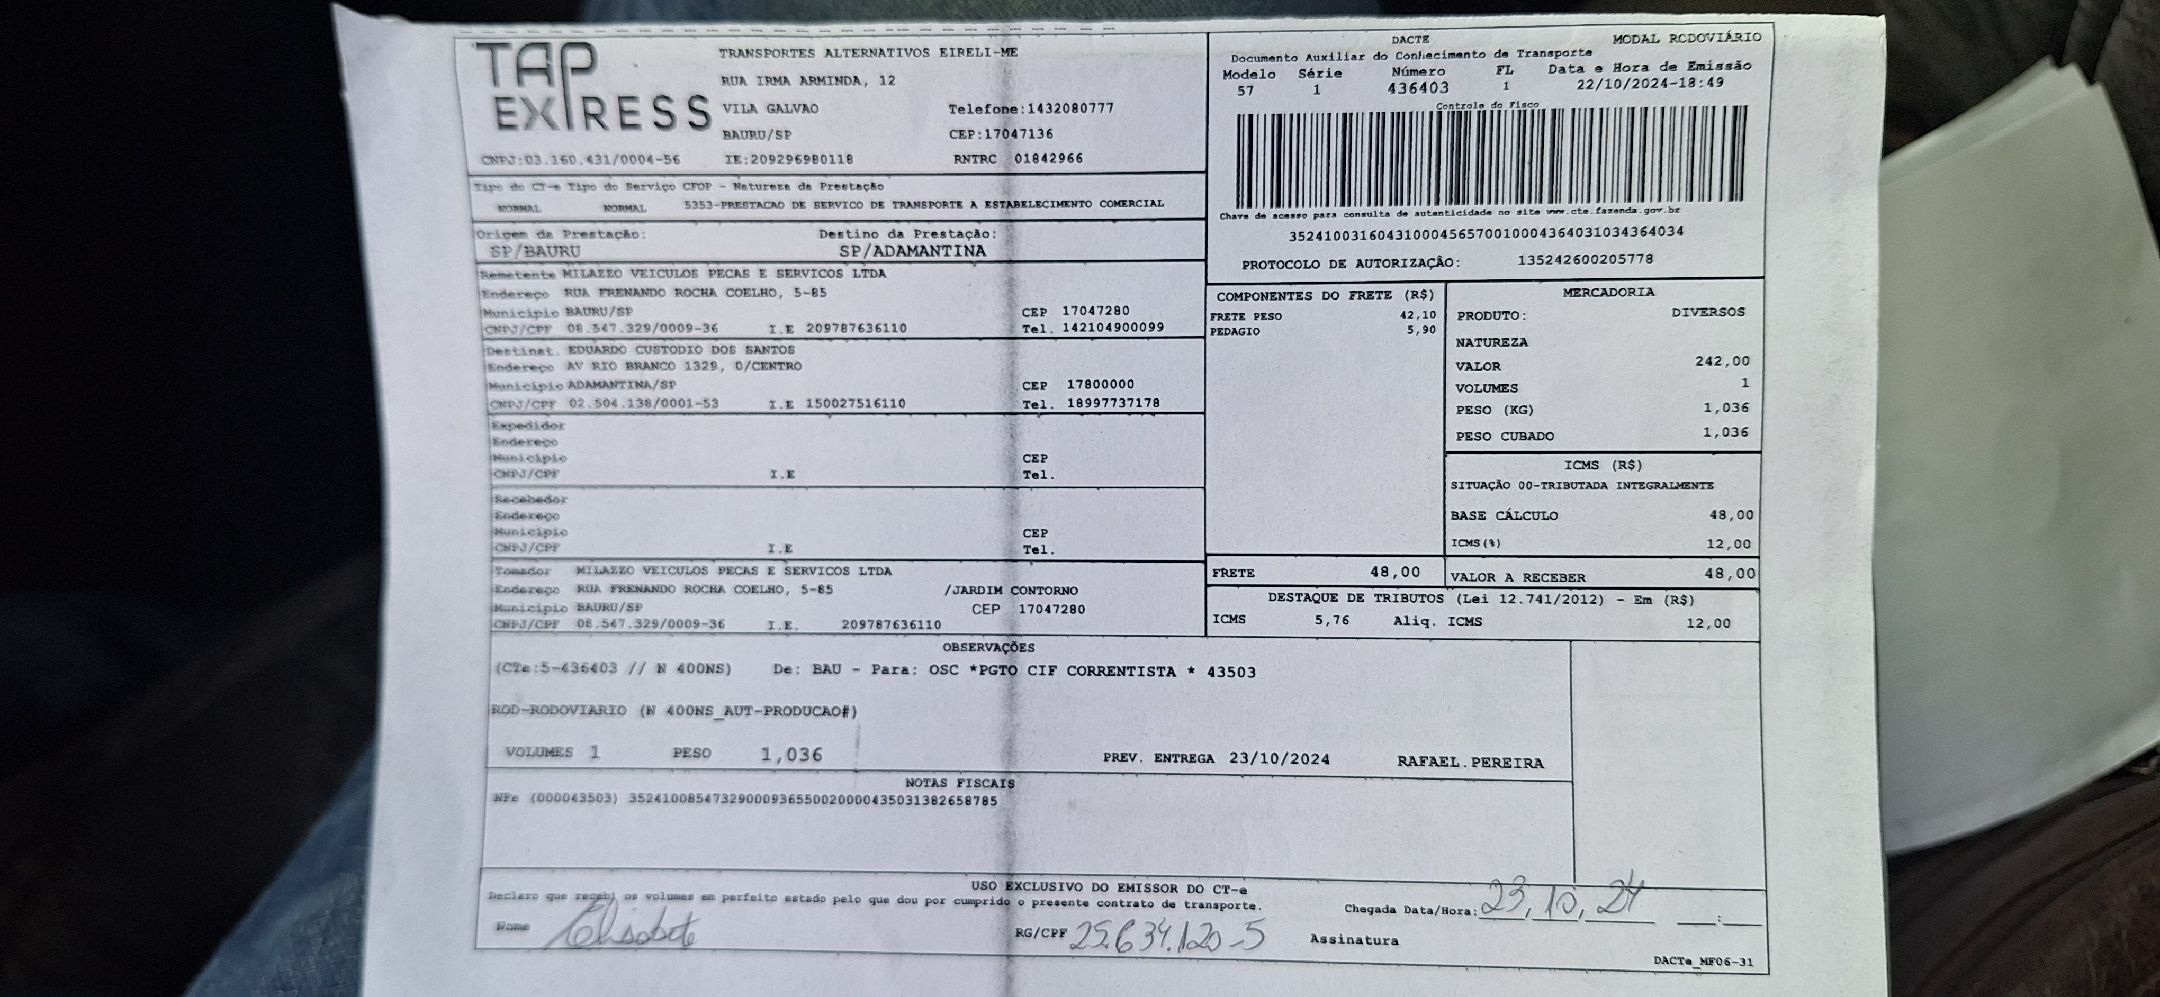 TAP EXPRESS
TRANSPORTES ALTERNATIVOS EIRELI-ME
RUA IRMA ARMINDA, 12
VILA GALVAO Telefone:1432080777
BAURU/SP CEP:17047136
CNPJ:03.160.431/0004-56 IE:209296980118 RNTRC 01842966
DACTE MODAL RODOVIÁRIO
Documento Auxiliar do Conhecimento de Transporte
Modelo Série Número FL Data e Hora de Emissão
57 1 436403 1 22/10/2024-18:49
Controle do Fisco
Chave de acesso para consulta de autenticidade no site www.cte.fazenda.gov.br
35241003160431000456570010004364031034364034
PROTOCOLO DE AUTORIZAÇÃO: 135242600205778
Tipo do CT-e Tipo do Serviço CFOP - Natureza da Prestação
NORMAL NORMAL 5353-PRESTACAO DE SERVICO DE TRANSPORTE A ESTABELECIMENTO COMERCIAL
Origem da Prestação: Destino da Prestação:
SP/BAURU SP/ADAMANTINA
Remetente MILAZZO VEICULOS PECAS E SERVICOS LTDA
Endereço RUA FRENANDO ROCHA COELHO, 5-85
Município BAURU/SP CEP 17047280
CNPJ/CPF 08.547.329/0009-36 I.E 209787636110 Tel. 142104900099
Destinat. EDUARDO CUSTODIO DOS SANTOS
Endereço AV RIO BRANCO 1329, 0/CENTRO
Município ADAMANTINA/SP CEP 17800000
CNPJ/CPF 02.504.138/0001-53 I.E 150027516110 Tel. 18997737178
Expedidor
Endereço
Município CEP
CNPJ/CPF I.E Tel.
Recebedor
Endereço
Município CEP
CNPJ/CPF I.E Tel.
Tomador MILAZZO VEICULOS PECAS E SERVICOS LTDA
Endereço RUA FRENANDO ROCHA COELHO, 5-85 /JARDIM CONTORNO
Município BAURU/SP CEP 17047280
CNPJ/CPF 08.547.329/0009-36 I.E. 209787636110
COMPONENTES DO FRETE (R$)
FRETE PESO 42,10
PEDAGIO 5,90
MERCADORIA
PRODUTO: DIVERSOS
NATUREZA
VALOR 242,00
VOLUMES 1
PESO (KG) 1,036
PESO CUBADO 1,036
ICMS (R$)
SITUAÇÃO 00-TRIBUTADA INTEGRALMENTE
BASE CÁLCULO 48,00
ICMS(%) 12,00
FRETE 48,00 VALOR A RECEBER 48,00
DESTAQUE DE TRIBUTOS (Lei 12.741/2012) - Em (R$)
ICMS 5,76 Aliq. ICMS 12,00
OBSERVAÇÕES
(CTe:5-436403 // N 400NS) De: BAU - Para: OSC *PGTO CIF CORRENTISTA * 43503
ROD-RODOVIARIO (N 400NS_AUT-PRODUCAO#)
VOLUMES 1 PESO 1,036 PREV. ENTREGA 23/10/2024 RAFAEL.PEREIRA
NOTAS FISCAIS
NFe (000043503) 35241008547329000936550020000435031382658785
USO EXCLUSIVO DO EMISSOR DO CT-e
Declaro que recebi os volumes em perfeito estado pelo que dou por cumprido o presente contrato de transporte.
Chegada Data/Hora: 23,10,24 __:__
Nome Elisabete RG/CPF 25.634.120-5 Assinatura
DACTe_MF06-31